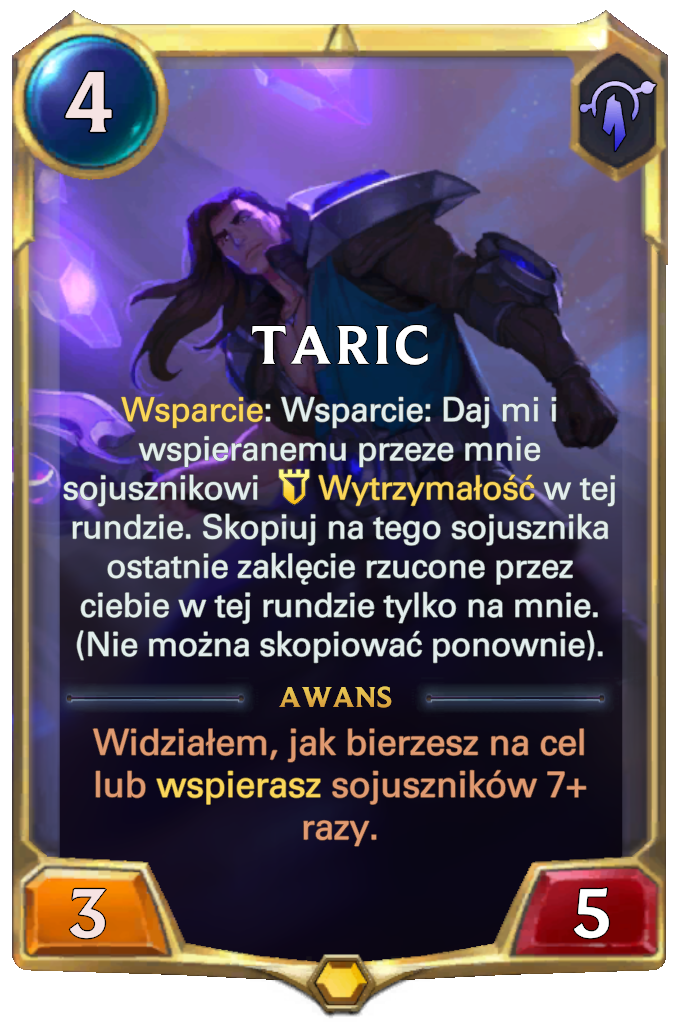 4
TARIC
Wsparcie: Wsparcie: Daj mi i
wspieranemu przeze mnie
sojusznikowi Wytrzymałość w tej
rundzie. Skopiuj na tego sojusznika
ostatnie zaklęcie rzucone przez
ciebie w tej rundzie tylko na mnie.
(Nie można skopiować ponownie).
AWANS
Widziałem, jak bierzesz na cel
lub wspierasz sojuszników 7+
razy.
3
5